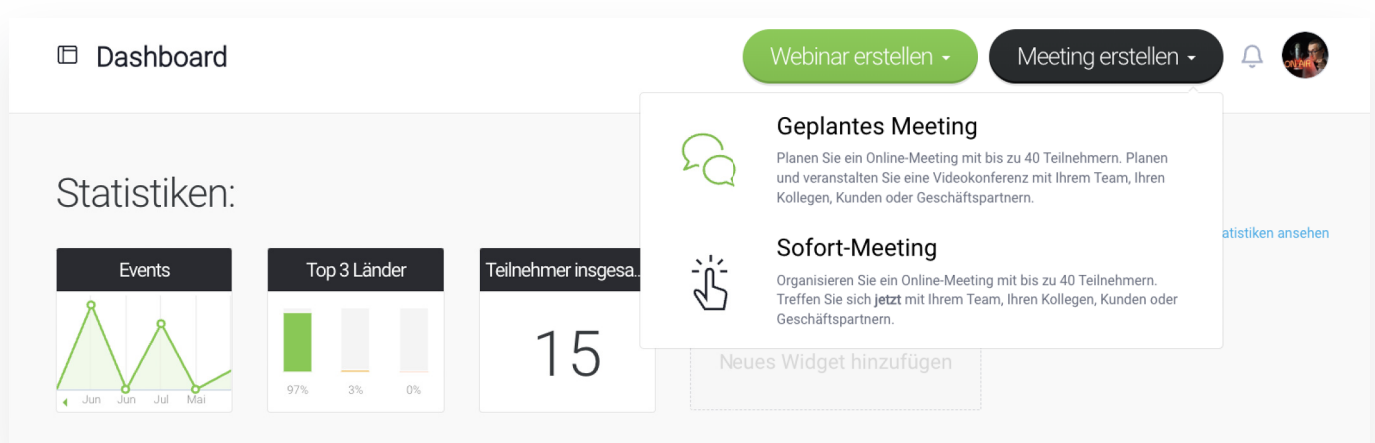 Dashboard
Webinar erstellen
Meeting erstellen
ON AIR
Geplantes Meeting
Planen Sie ein Online-Meeting mit bis zu 40 Teilnehmern. Planen
und veranstalten Sie eine Videokonferenz mit Ihrem Team, Ihren
Kollegen, Kunden oder Geschäftspartnern.
Sofort-Meeting
Organisieren Sie ein Online-Meeting mit bis zu 40 Teilnehmern.
Treffen Sie sich jetzt mit Ihrem Team, Ihren Kollegen, Kunden oder
Geschäftspartnern.
Statistiken:
atistiken ansehen
Events
Jun Jun Jul Mai
Top 3 Länder
97% 3% 0%
Teilnehmer insgesa..
15
Neues Widget hinzufügen